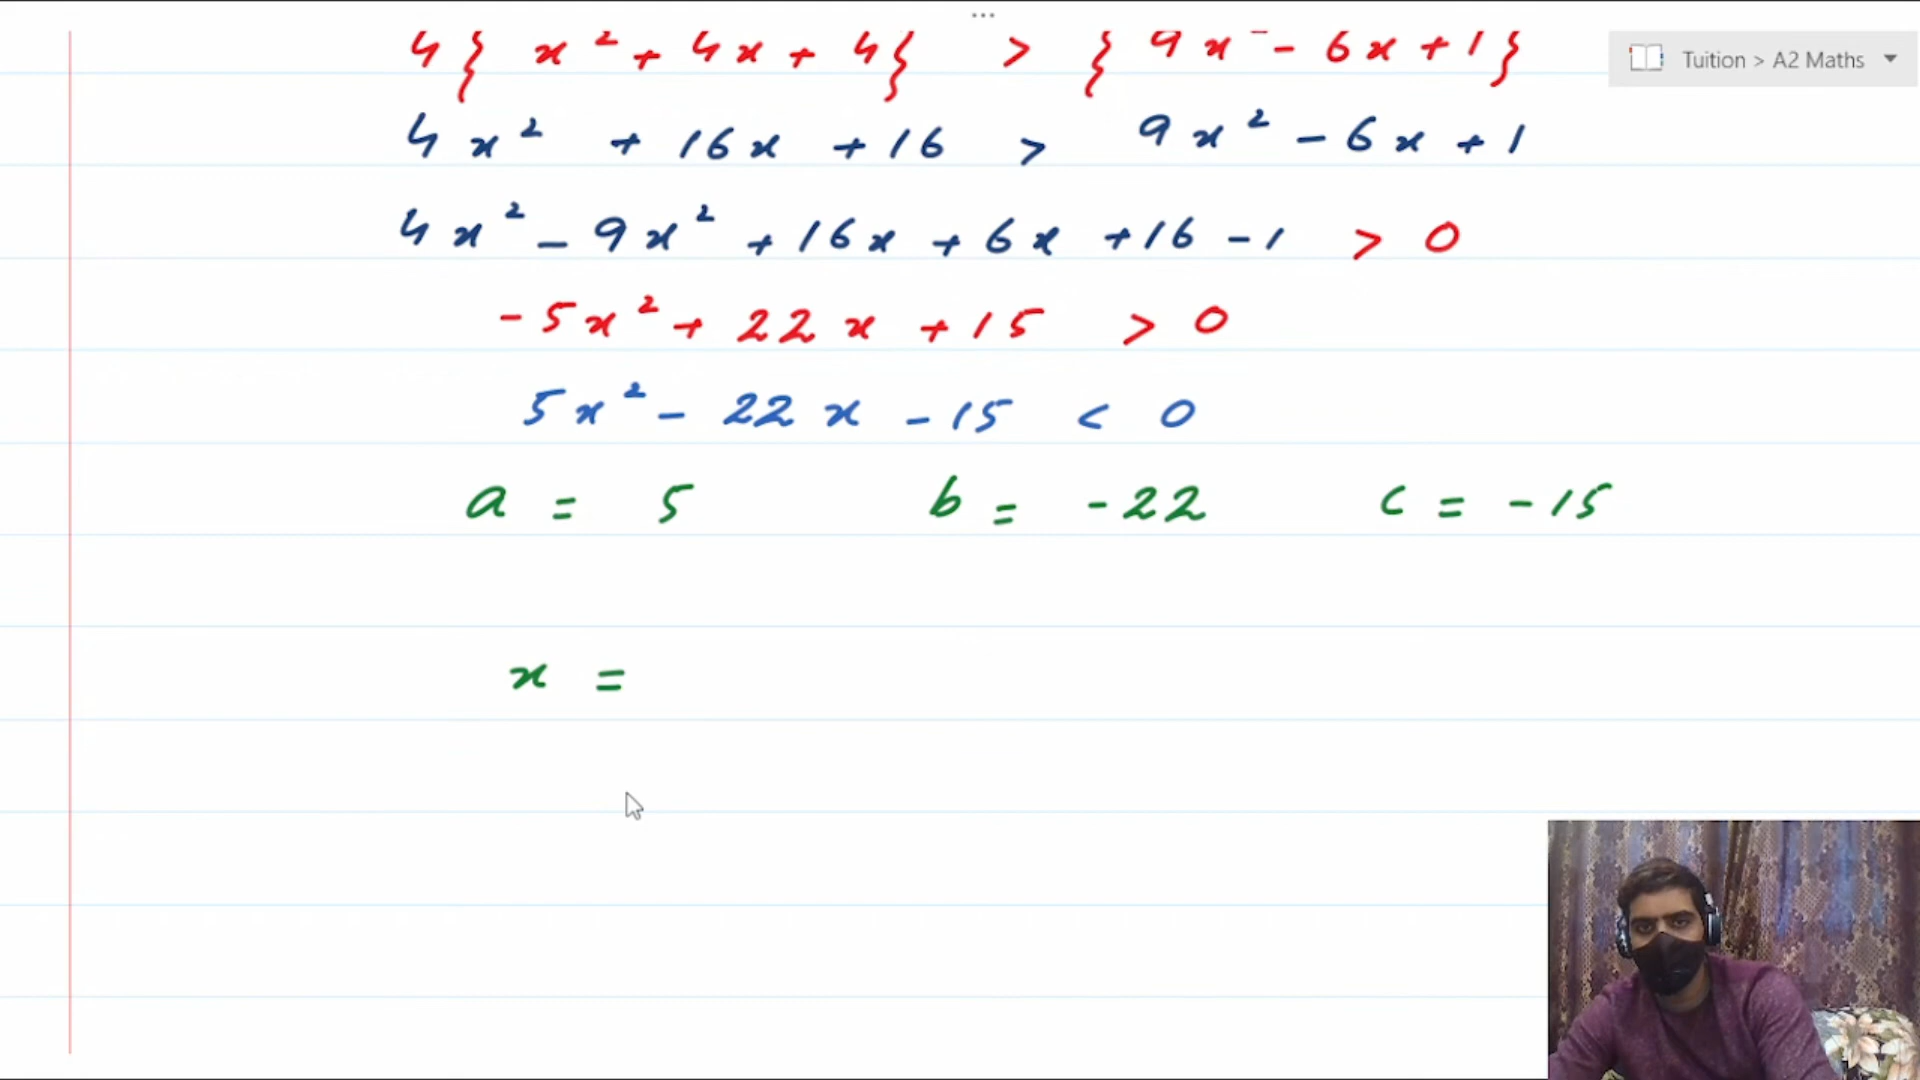 ...
4{ x² + 4x + 4} > { 9x² - 6x + 1}
Tuition > A2 Maths
4x² + 16x + 16 > 9x² - 6x + 1
4x² - 9x² + 16x + 6x + 16 - 1 > 0
-5x² + 22x + 15 > 0
5x² - 22x - 15 < 0
a = 5 b = -22 c = -15
x =